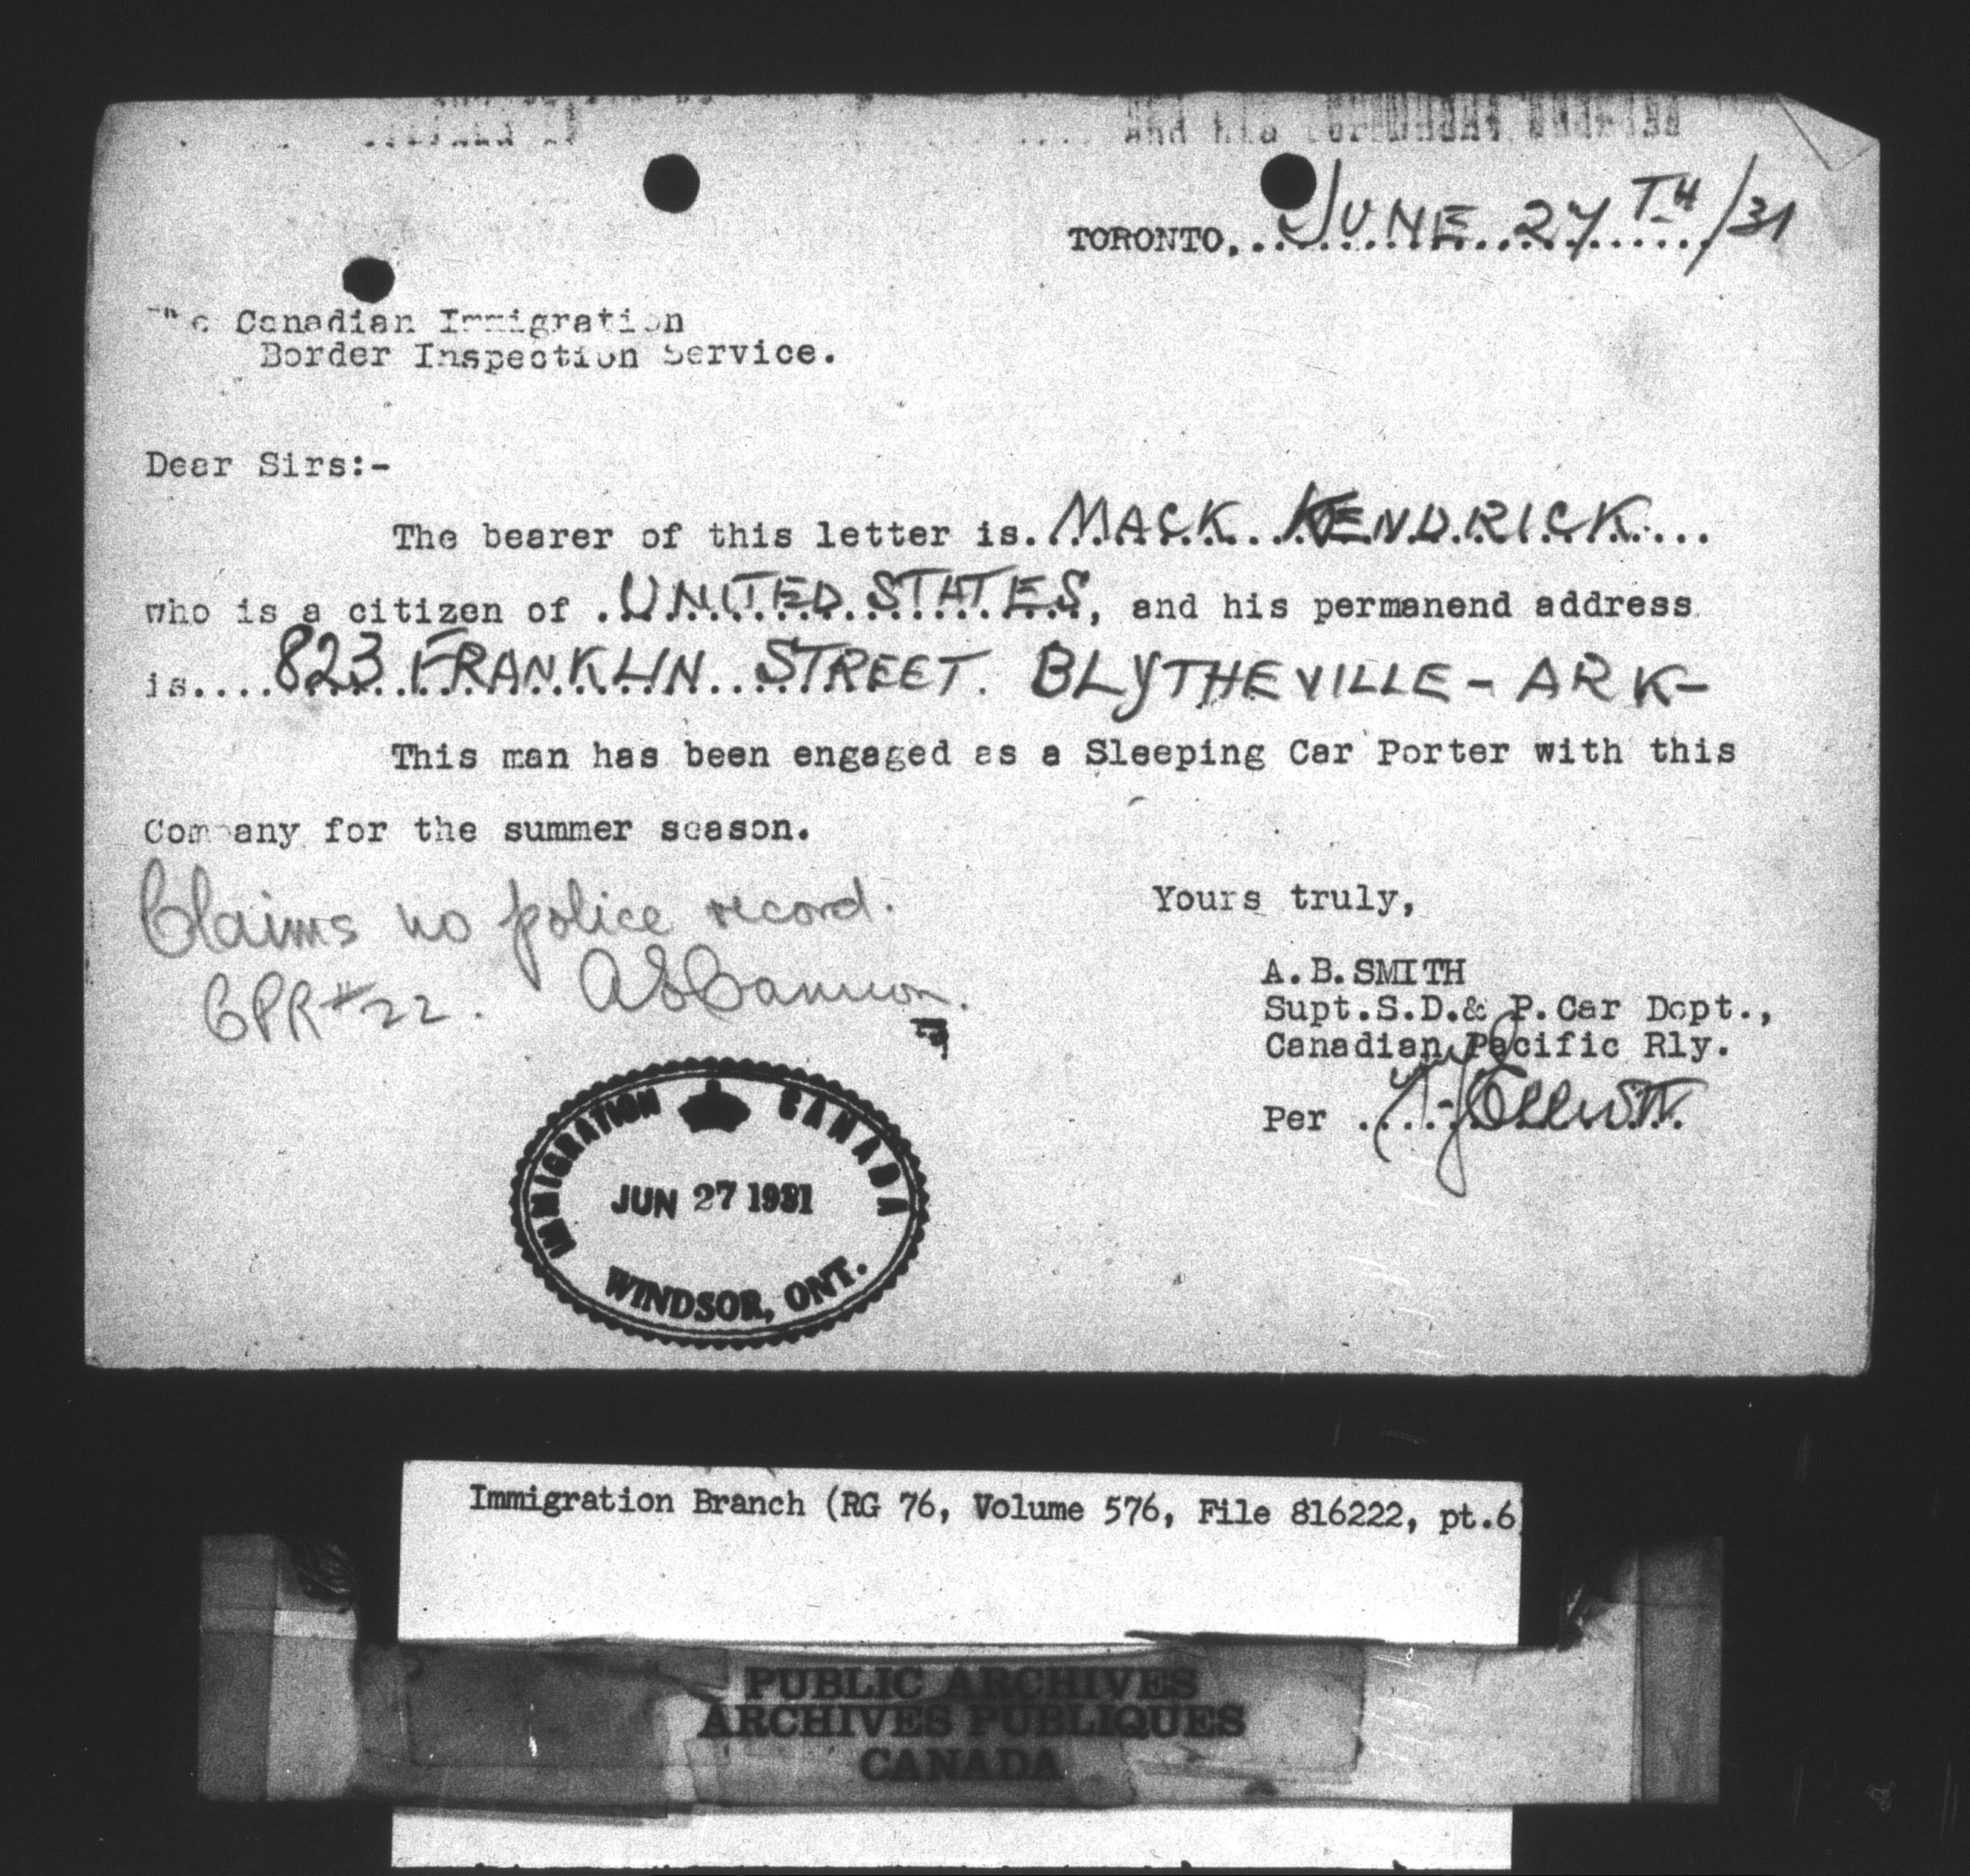 and his
TORONTO, JUNE 27TH/31
The Canadian Immigration
Border Inspection Service.
Dear Sirs:-
The bearer of this letter is. MACK KENDRICK....
who is a citizen of .UNITED STATES, and his permanend address
is....823 FRANKLIN STREET. BLYTHEVILLE - ARK-
This man has been engaged as a Sleeping Car Porter with this
Company for the summer season.
Claims no police record.
CPR #22. A S Cannon.
Yours truly,
A.B.SMITH
Supt.S.D.& P.Car Dept.,
Canadian Pacific Rly.
Per
IMMIGRATION CANADA
JUN 27 1931
WINDSOR, ONT.
Immigration Branch (RG 76, Volume 576, File 816222, pt.6
PUBLIC ARCHIVES
ARCHIVES PUBLIQUES
CANADA